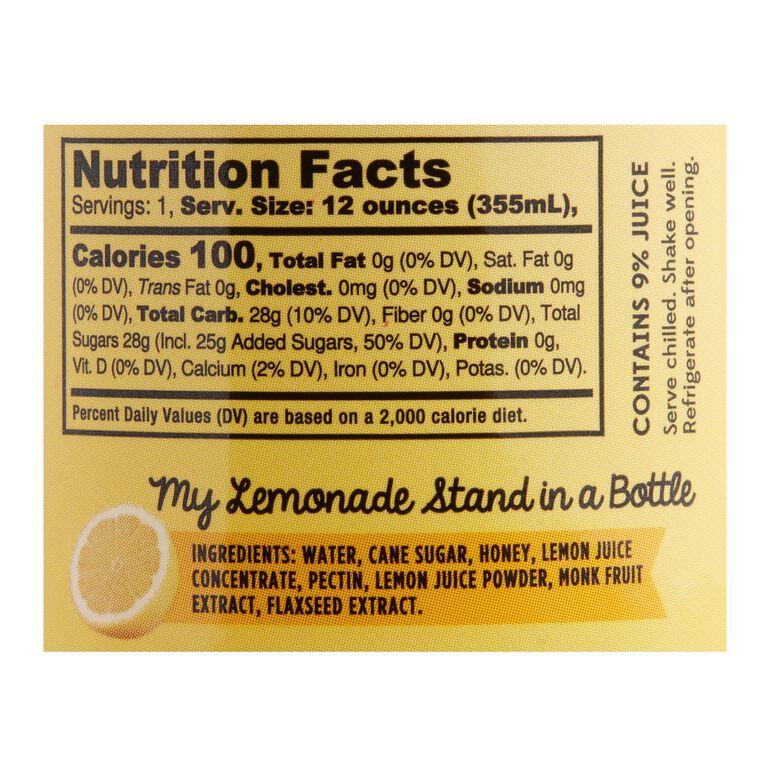 Nutrition Facts
Servings: 1, Serv. Size: 12 ounces (355mL),
Calories 100, Total Fat 0g (0% DV), Sat. Fat 0g
(0% DV), Trans Fat 0g, Cholest. 0mg (0% DV), Sodium 0mg
(0% DV), Total Carb. 28g (10% DV), Fiber 0g (0% DV), Total
Sugars 28g (Incl. 25g Added Sugars, 50% DV), Protein 0g,
Vit. D (0% DV), Calcium (2% DV), Iron (0% DV), Potas. (0% DV).
Percent Daily Values (DV) are based on a 2,000 calorie diet.
CONTAINS 9% JUICE
Serve chilled. Shake well.
Refrigerate after opening.
My Lemonade Stand in a Bottle
INGREDIENTS: WATER, CANE SUGAR, HONEY, LEMON JUICE
CONCENTRATE, PECTIN, LEMON JUICE POWDER, MONK FRUIT
EXTRACT, FLAXSEED EXTRACT.